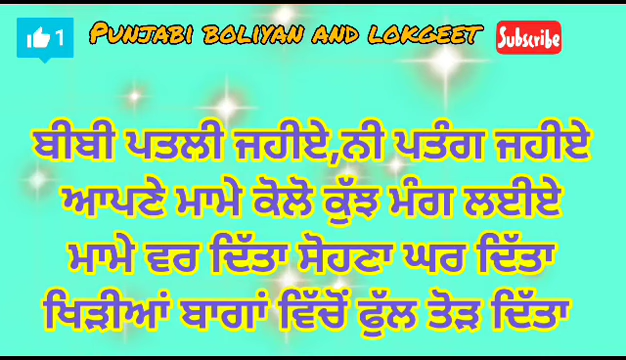 1 PUNJABI BOLIYAN AND LOKGEET Subscribe
ਬੀਬੀ ਪਤਲੀ ਜਹੀਏ,ਨੀ ਪਤੰਗ ਜਹੀਏ
ਆਪਣੇ ਮਾਮੇ ਕੋਲੋ ਕੁੱਝ ਮੰਗ ਲਈਏ
ਮਾਮੇ ਵਰ ਦਿੱਤਾ ਸੋਹਣਾ ਘਰ ਦਿੱਤਾ
ਖਿੜੀਆਂ ਬਾਗਾਂ ਵਿੱਚੋਂ ਫੁੱਲ ਤੋੜ ਦਿੱਤਾ